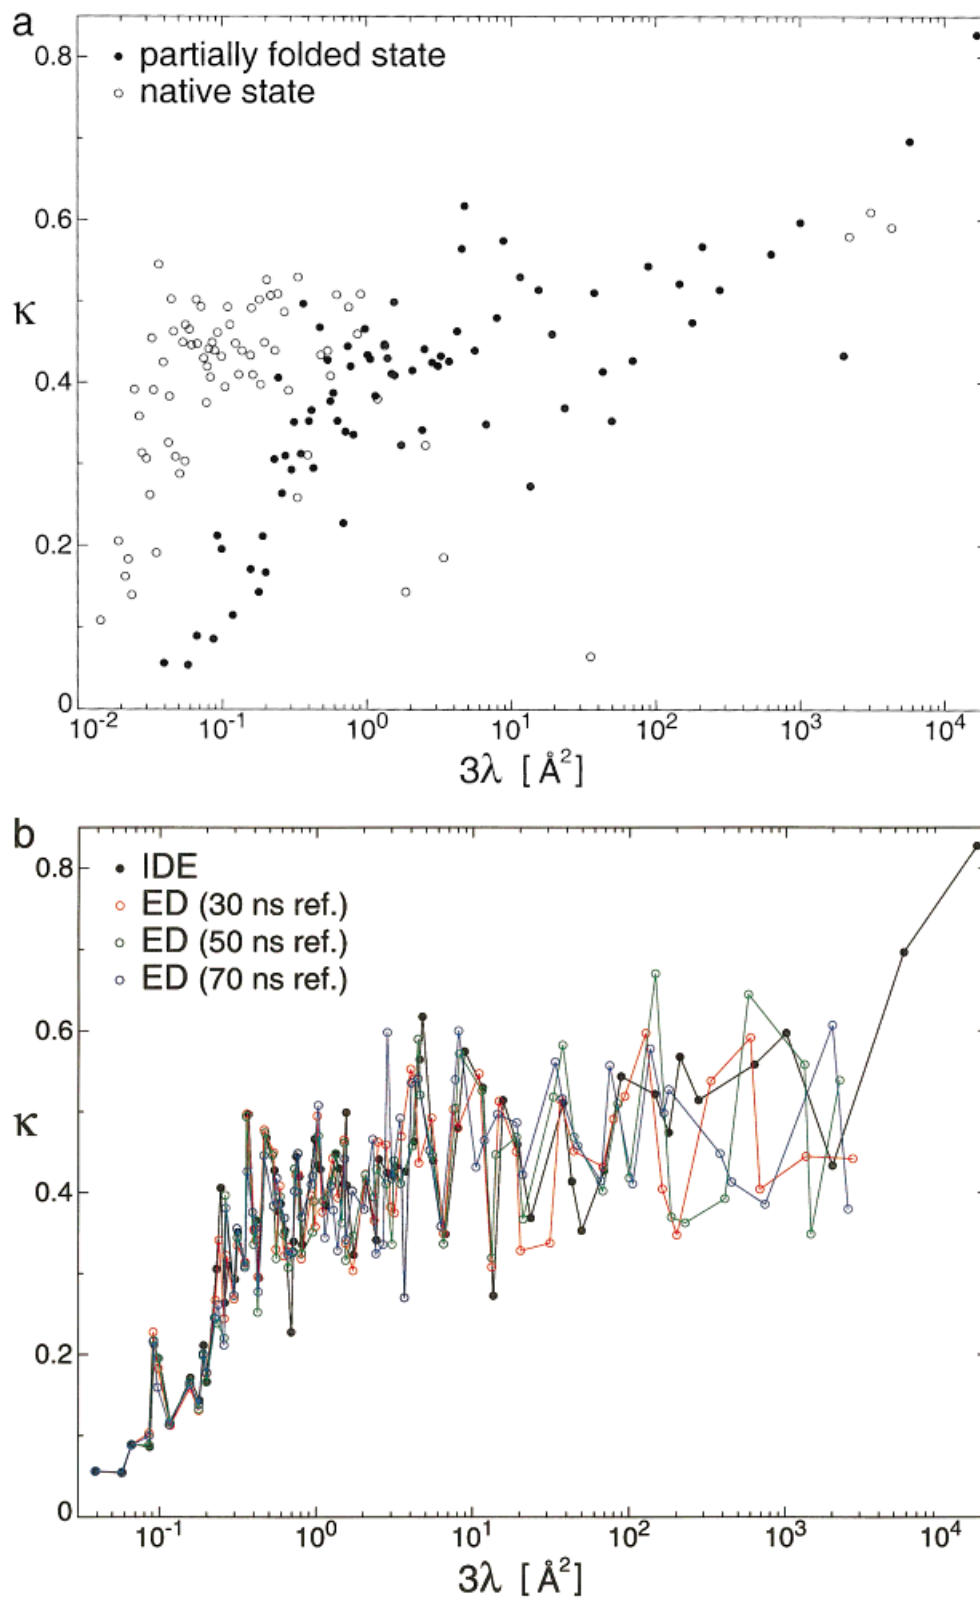 a
0.8
partially folded state
native state
0.6
κ
0.4
0.2
0
10⁻² 10⁻¹ 10⁰ 10¹ 10² 10³ 10⁴
3λ [Å²]
b
0.8
IDE
ED (30 ns ref.)
ED (50 ns ref.)
ED (70 ns ref.)
0.6
κ
0.4
0.2
0
10⁻¹ 10⁰ 10¹ 10² 10³ 10⁴
3λ [Å²]